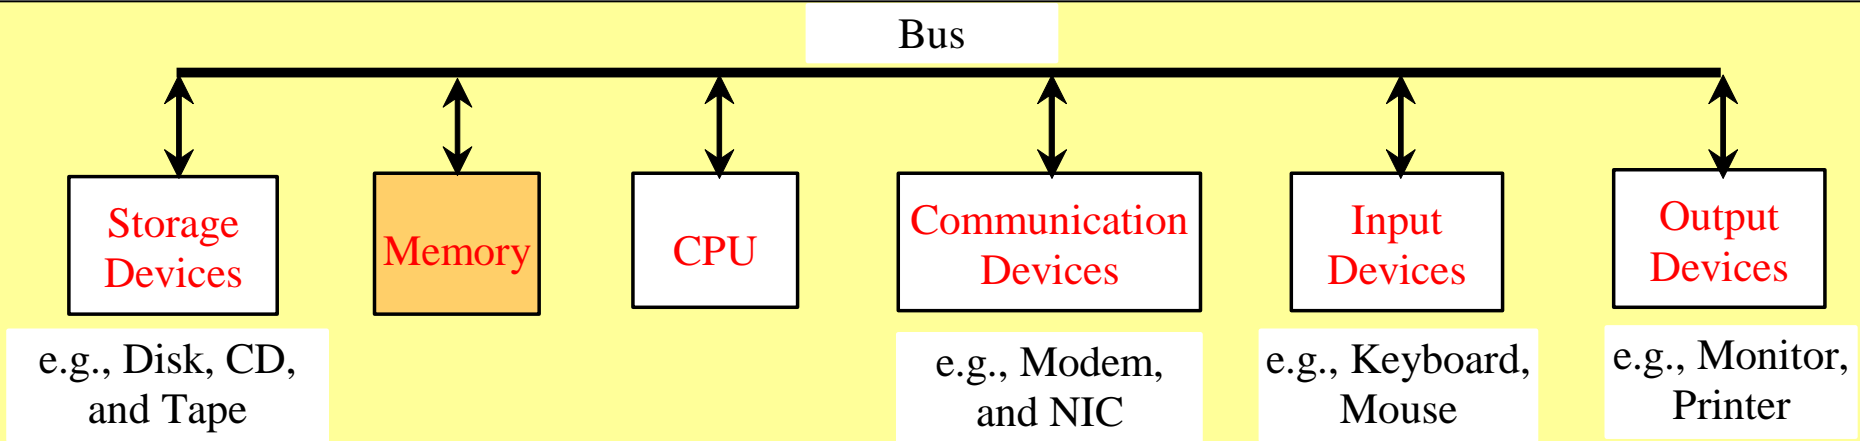 Bus
Storage
Devices
Memory
CPU
Communication
Devices
Input
Devices
Output
Devices
e.g., Disk, CD,
and Tape
e.g., Modem,
and NIC
e.g., Keyboard,
Mouse
e.g., Monitor,
Printer